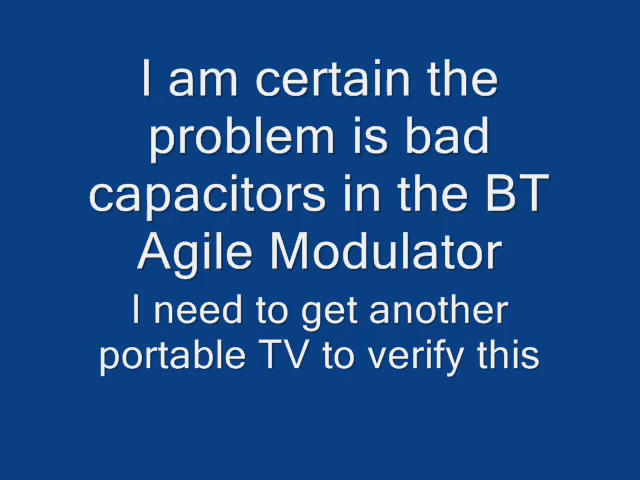 I am certain the
problem is bad
capacitors in the BT
Agile Modulator
I need to get another
portable TV to verify this